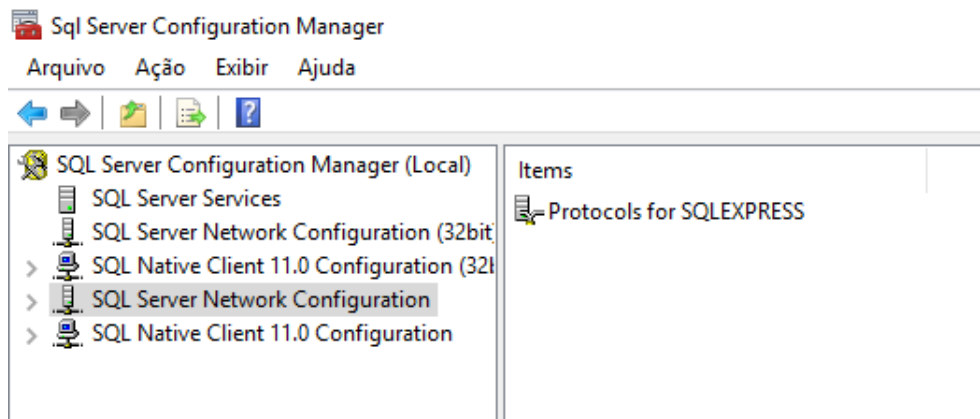 Sql Server Configuration Manager
Arquivo Ação Exibir Ajuda
SQL Server Configuration Manager (Local)
SQL Server Services
SQL Server Network Configuration (32bit
SQL Native Client 11.0 Configuration (32b
SQL Server Network Configuration
SQL Native Client 11.0 Configuration
Items
Protocols for SQLEXPRESS